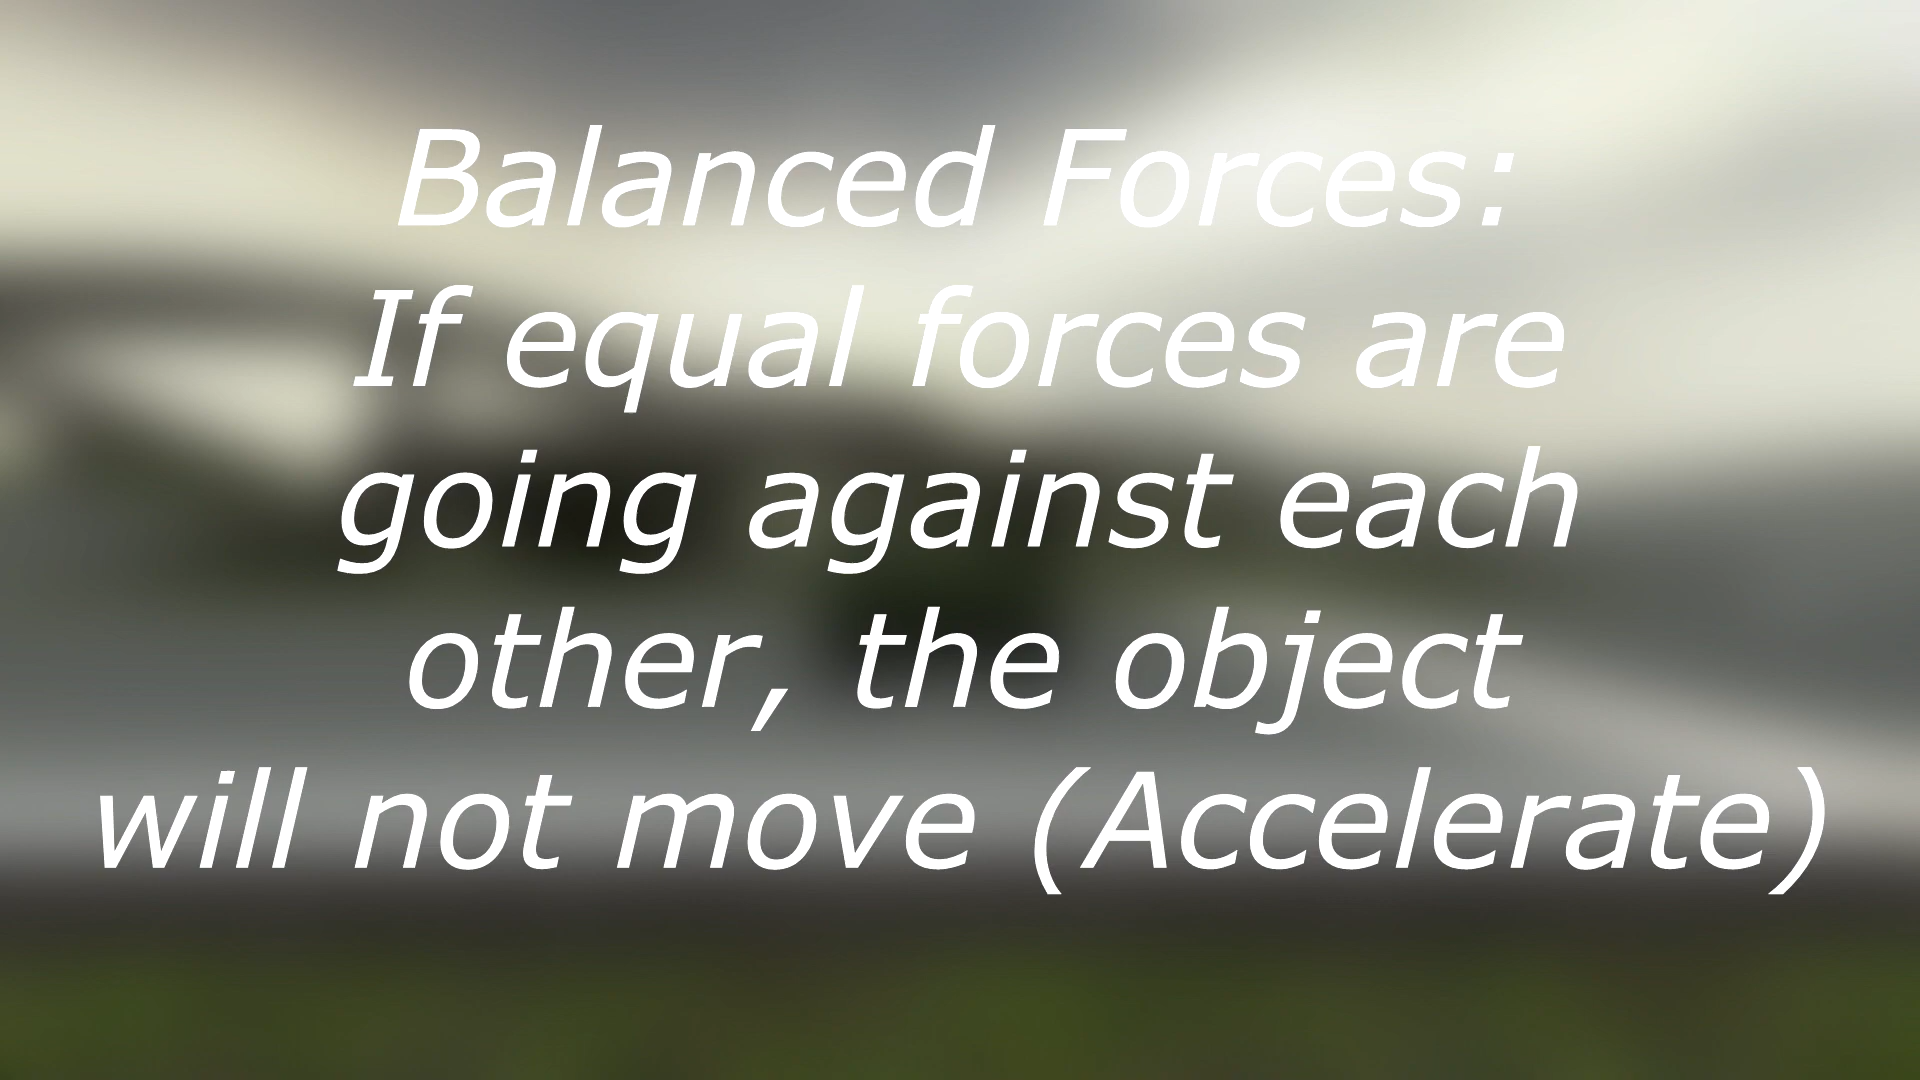 Balanced Forces:
If equal forces are
going against each
other, the object
will not move (Accelerate)